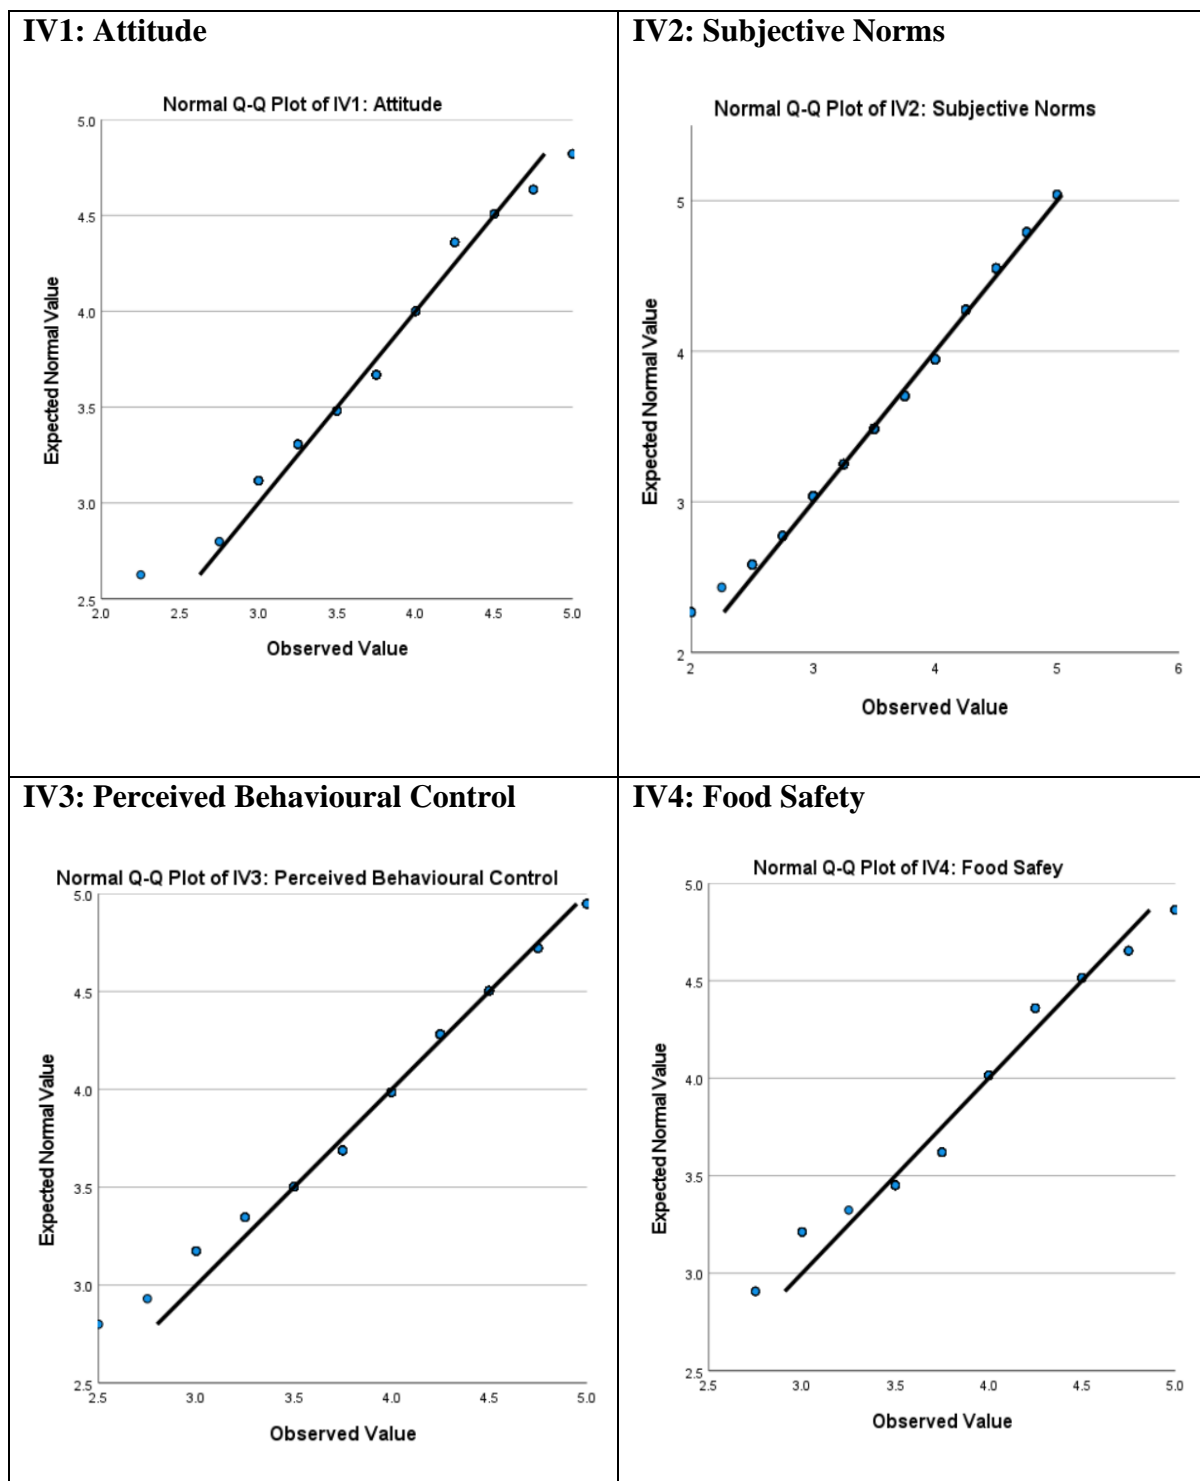 IV1: Attitude
Normal Q-Q Plot of IV1: Attitude
5.0
4.5
4.0
3.5
3.0
2.5
Expected Normal Value
2.0 2.5 3.0 3.5 4.0 4.5 5.0
Observed Value
IV2: Subjective Norms
Normal Q-Q Plot of IV2: Subjective Norms
5
4
3
2
Expected Normal Value
2 3 4 5 6
Observed Value
IV3: Perceived Behavioural Control
Normal Q-Q Plot of IV3: Perceived Behavioural Control
5.0
4.5
4.0
3.5
3.0
2.5
Expected Normal Value
2.5 3.0 3.5 4.0 4.5 5.0
Observed Value
IV4: Food Safety
Normal Q-Q Plot of IV4: Food Safey
5.0
4.5
4.0
3.5
3.0
2.5
Expected Normal Value
2.5 3.0 3.5 4.0 4.5 5.0
Observed Value